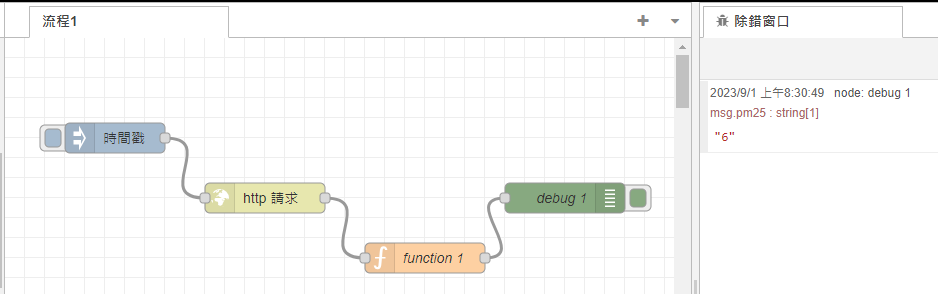 流程1
除錯窗口
2023/9/1 上午8:30:49 node: debug 1
msg.pm25 : string[1]
"6"
時間戳
http 請求
debug 1
function 1